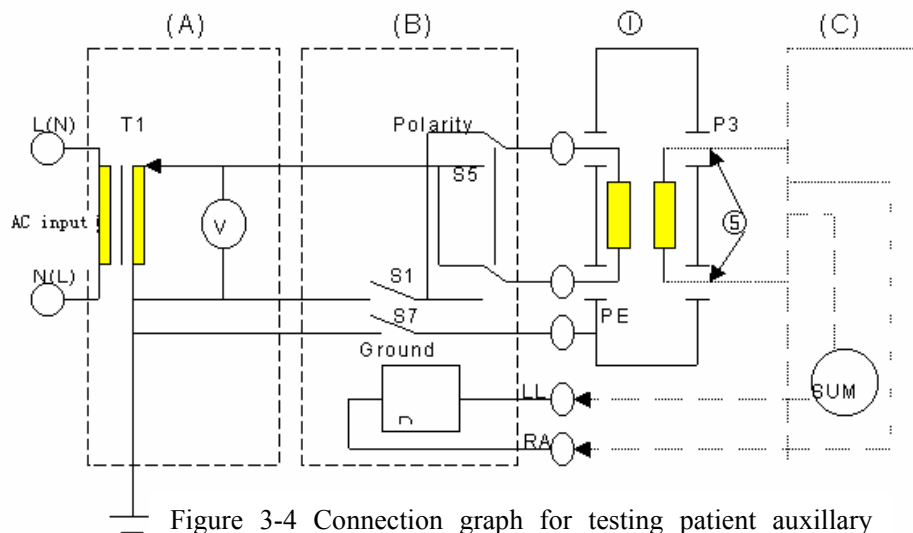 (A) (B) ① (C)
L(N) T1 Polarity P3
S5
AC input V ⑤
N(L) S1
S7 PE
Ground
LL SUM
RA
Figure 3-4 Connection graph for testing patient auxillary